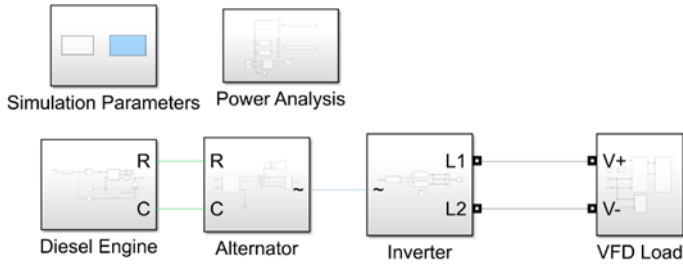 Simulation Parameters
Power Analysis
R
C
Diesel Engine
R
C
~
Alternator
~
L1
L2
Inverter
V+
V-
VFD Load